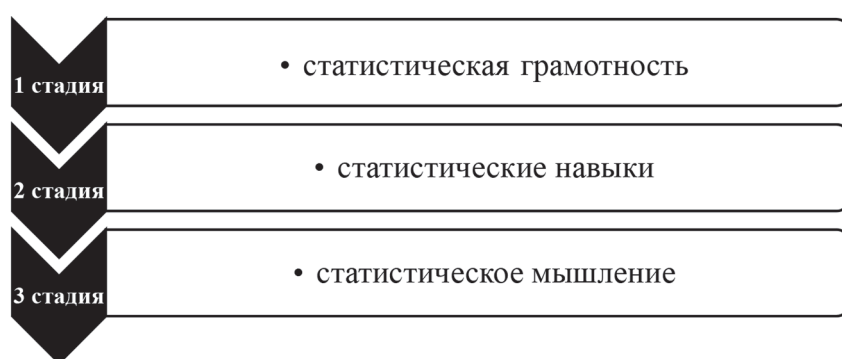 1 стадия
• статистическая грамотность
2 стадия
• статистические навыки
3 стадия
• статистическое мышление